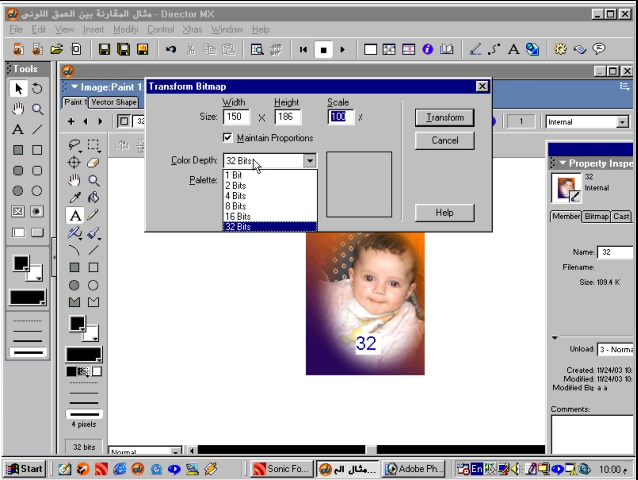 مثال المقارنة بين العمق اللونى - Director MX
File Edit View Insert Modify Control Xtras Window Help
Tools
Image:Paint 1
Transform Bitmap
Paint 1 Vector Shape
Width Height Scale
Size: 150 × 186 100 %
Maintain Proportions
Transform
Cancel
Help
1 Internal
Color Depth: 32 Bits
Palette:
1 Bit
2 Bits
4 Bits
8 Bits
16 Bits
32 Bits
Property Inspe
32
Internal
Member Bitmap Cast
Name: 32
Filename:
Size: 109.4 K
32
Unload: 3 - Norma
Created: 11/24/03 10:
Modified: 11/24/03 10:
Modified By: a a
Comments:
4 pixels
32 bits
Normal
Start
Sonic Fo...
مثال الم...
Adobe Ph...
En
10:00 م